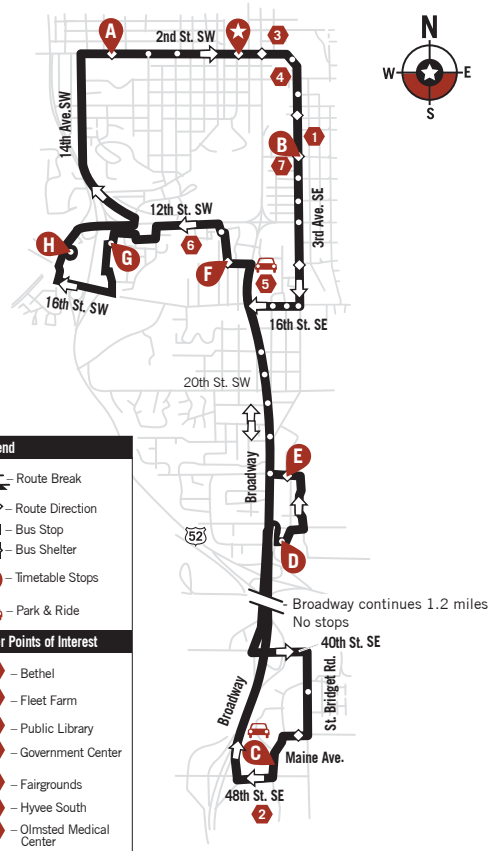 A
2nd St. SW
3
4
N
W
E
S
14th Ave.SW
B
1
7
3rd Ave. SE
12th St. SW
6
H
G
F
5
16th St. SW
16th St. SE
20th St. SW
Broadway
E
52
D
end
– Route Break
– Route Direction
– Bus Stop
– Bus Shelter
– Timetable Stops
– Park & Ride
Broadway continues 1.2 miles
No stops
40th St. SE
St. Bridget Rd.
Broadway
C
Maine Ave.
48th St. SE
2
r Points of Interest
– Bethel
– Fleet Farm
– Public Library
– Government Center
– Fairgrounds
– Hyvee South
– Olmsted Medical
Center